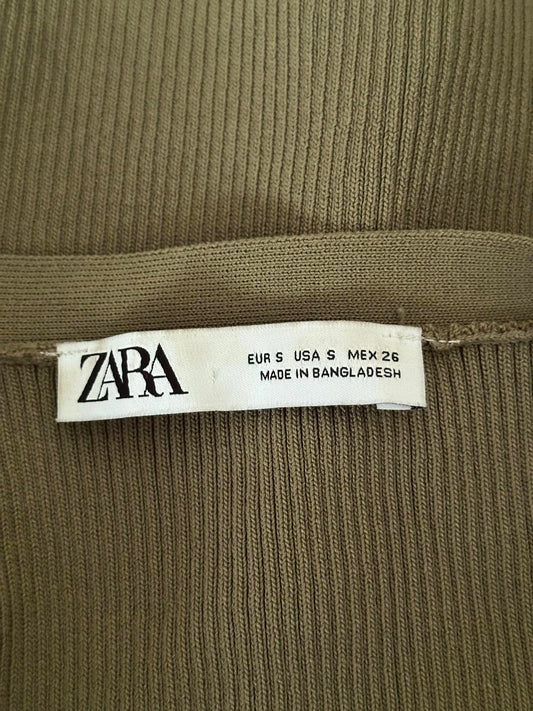 ZARA
EUR S USA S MEX 26
MADE IN BANGLADESH